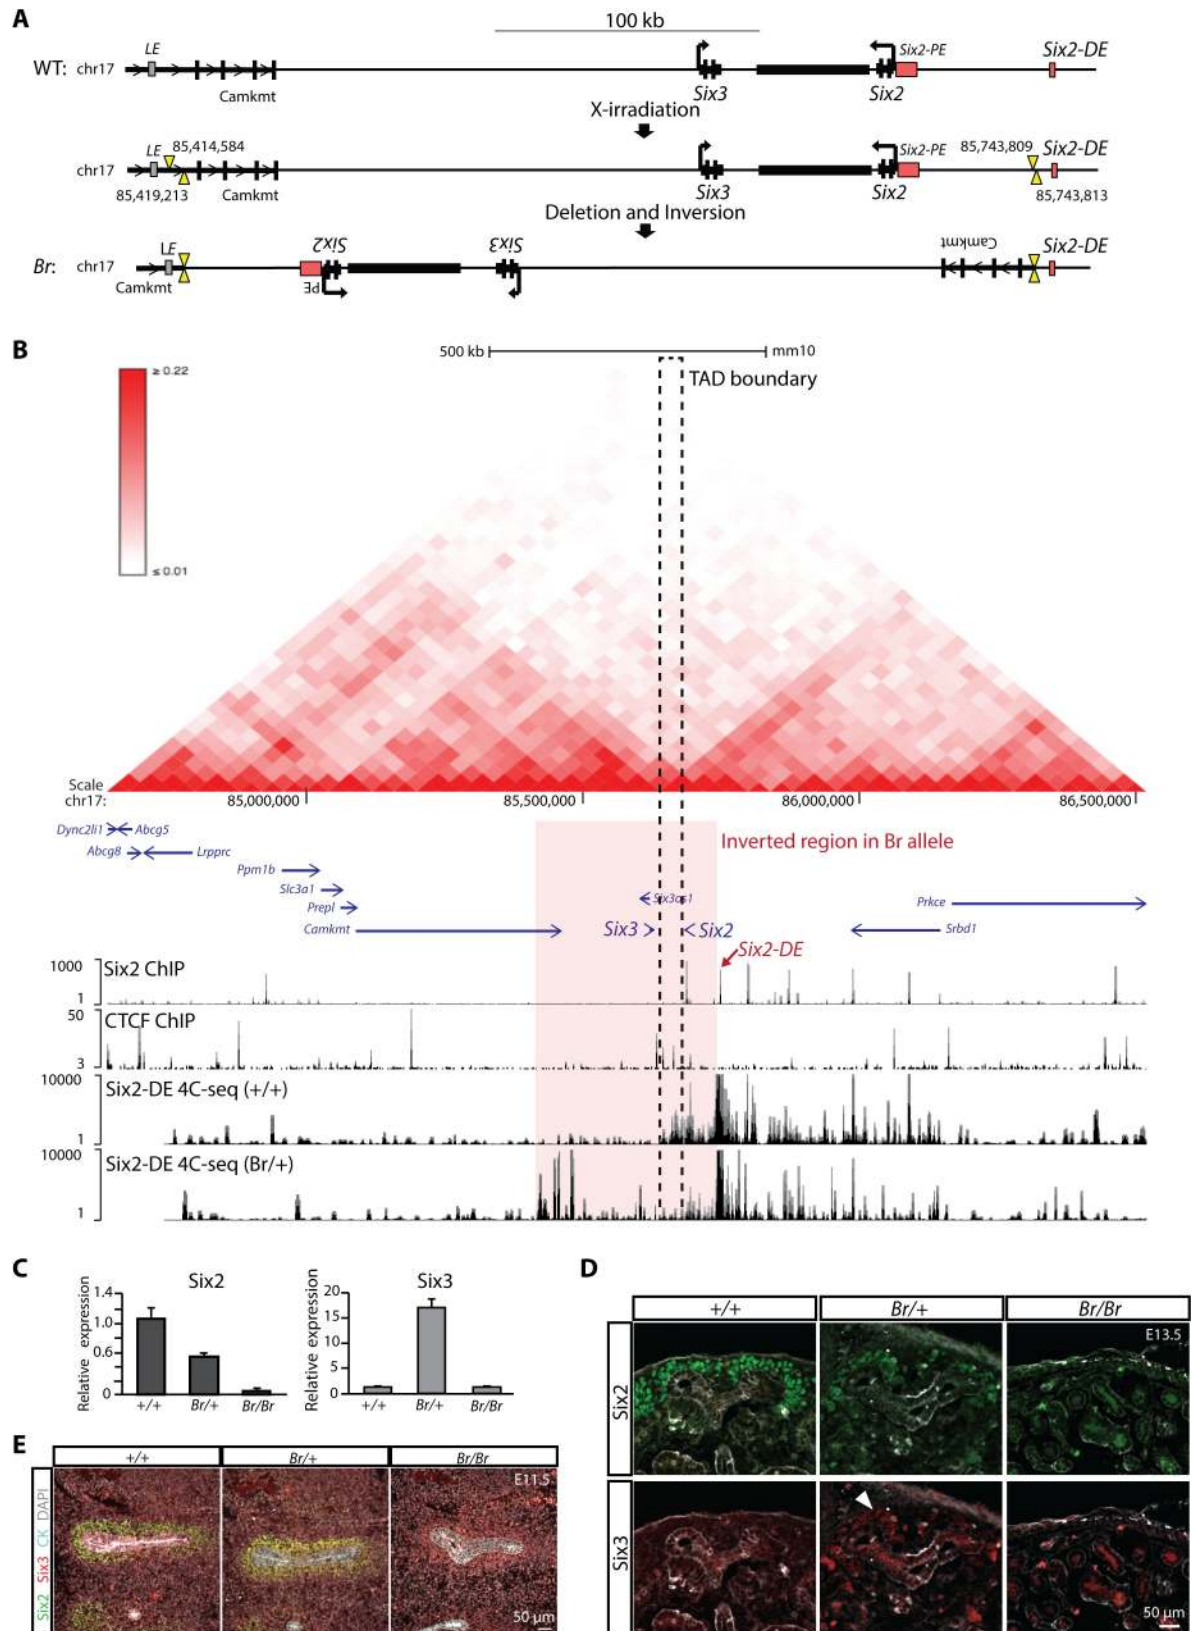 A
100 kb
LE
Six2-PE
Six2-DE
WT: chr17
Camkmt
Six3
Six2
X-irradiation
LE
85,414,584
Six2-PE
85,743,809
Six2-DE
chr17
85,419,213
Camkmt
Six3
Six2
85,743,813
Deletion and Inversion
LE
Six2
Six3
Camkmt
Six2-DE
Br: chr17
Camkmt
PE
B
500 kb
mm10
≥ 0.22
TAD boundary
≤ 0.01
Scale
chr17:
85,000,000
85,500,000
86,000,000
86,500,000
Dync2li1
Abcg5
Inverted region in Br allele
Abcg8
Lrpprc
Ppm1b
Slc3a1
Six3os1
Prepl
Prkce
Camkmt
Six3
Six2
Srbd1
Six2-DE
1000
Six2 ChIP
1
50
CTCF ChIP
3
10000
Six2-DE 4C-seq (+/+)
1
10000
Six2-DE 4C-seq (Br/+)
1
C
Six2
Relative expression
1.4
1.0
0.6
0
+/+
Br/+
Br/Br
Six3
Relative expression
20
15
10
5
0
+/+
Br/+
Br/Br
D
+/+
Br/+
Br/Br
E13.5
Six2
Six3
50 µm
E
+/+
Br/+
Br/Br
E11.5
Six2 Six3 CK DAPI
50 µm